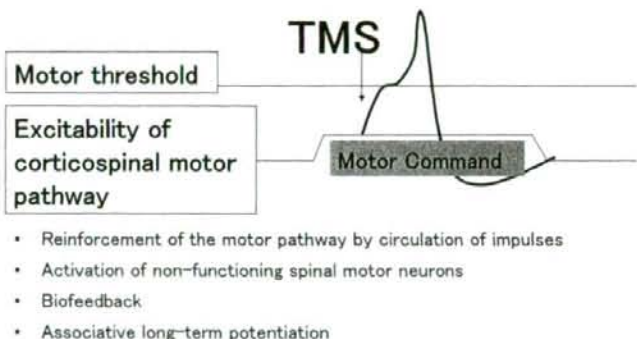 TMS
Motor threshold
Excitability of
corticospinal motor
pathway
Motor Command
• Reinforcement of the motor pathway by circulation of impulses
• Activation of non-functioning spinal motor neurons
• Biofeedback
• Associative long-term potentiation